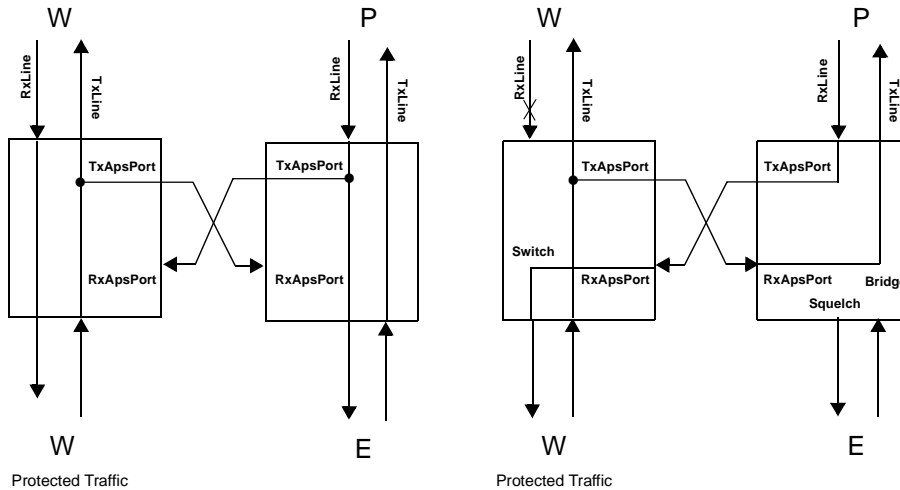 W P W P
RxLine TxLine RxLine TxLine RxLine TxLine RxLine TxLine
TxApsPort TxApsPort TxApsPort TxApsPort
Switch
RxApsPort RxApsPort RxApsPort RxApsPort Bridge
Squelch
W E W E
Protected Traffic Protected Traffic